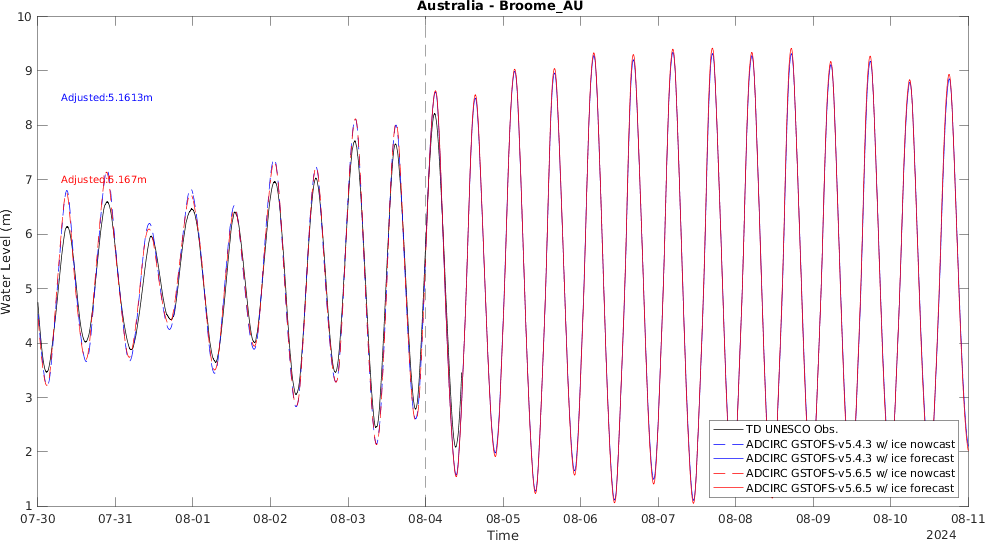 Australia - Broome_AU
10
9
8
7
6
5
4
3
2
1
Water Level (m)
Adjusted:5.1613m
Adjusted:6.167m
TD UNESCO Obs.
ADCIRC GSTOFS-v5.4.3 w/ ice nowcast
ADCIRC GSTOFS-v5.4.3 w/ ice forecast
ADCIRC GSTOFS-v5.6.5 w/ ice nowcast
ADCIRC GSTOFS-v5.6.5 w/ ice forecast
07-30 07-31 08-01 08-02 08-03 08-04 08-05 08-06 08-07 08-08 08-09 08-10 08-11
Time 2024